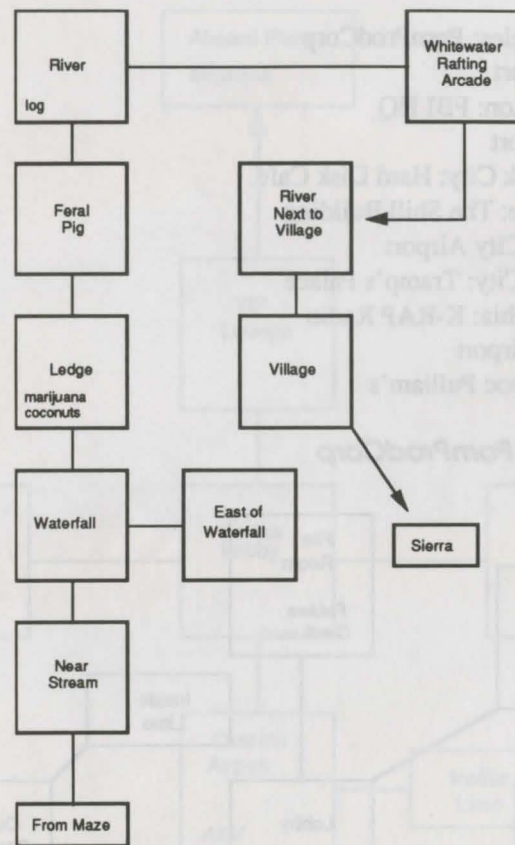 River
log
Whitewater
Rafting
Arcade
Feral
Pig
River
Next to
Village
Ledge
marijuana
coconuts
Village
Waterfall
East of
Waterfall
Sierra
Near
Stream
From Maze